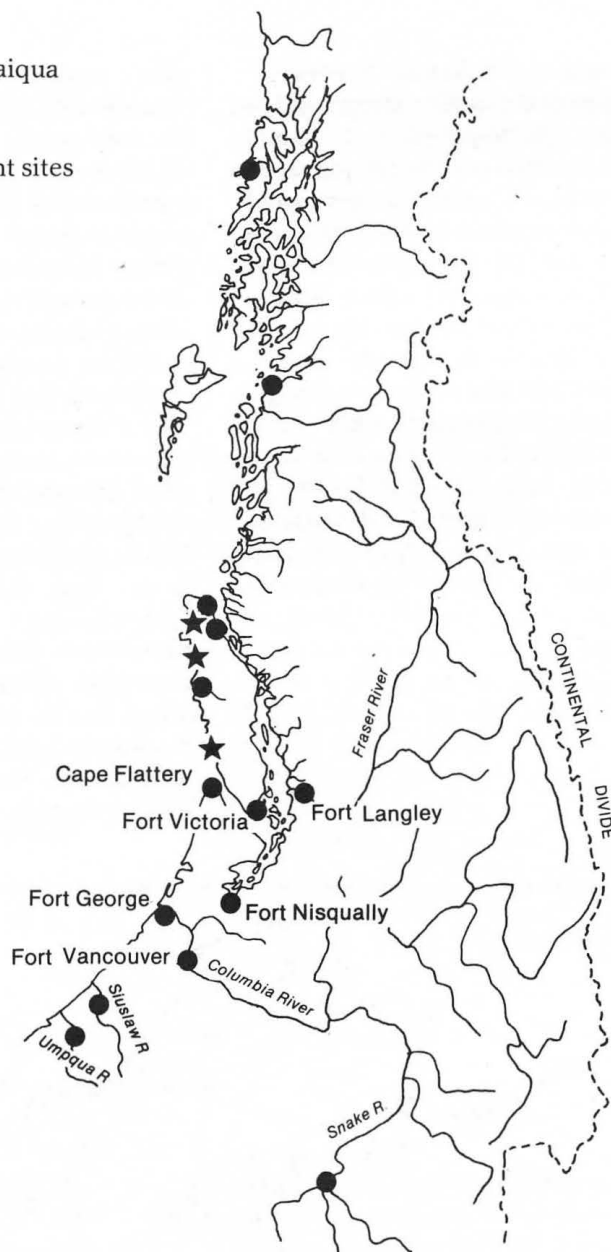 aiqua
nt sites
CONTINENTAL
DIVIDE
Fraser River
Cape Flattery
Fort Victoria
Fort Langley
Fort George
Fort Nisqually
Fort Vancouver
Columbia River
Siuslaw R
Umpqua R
Snake R.